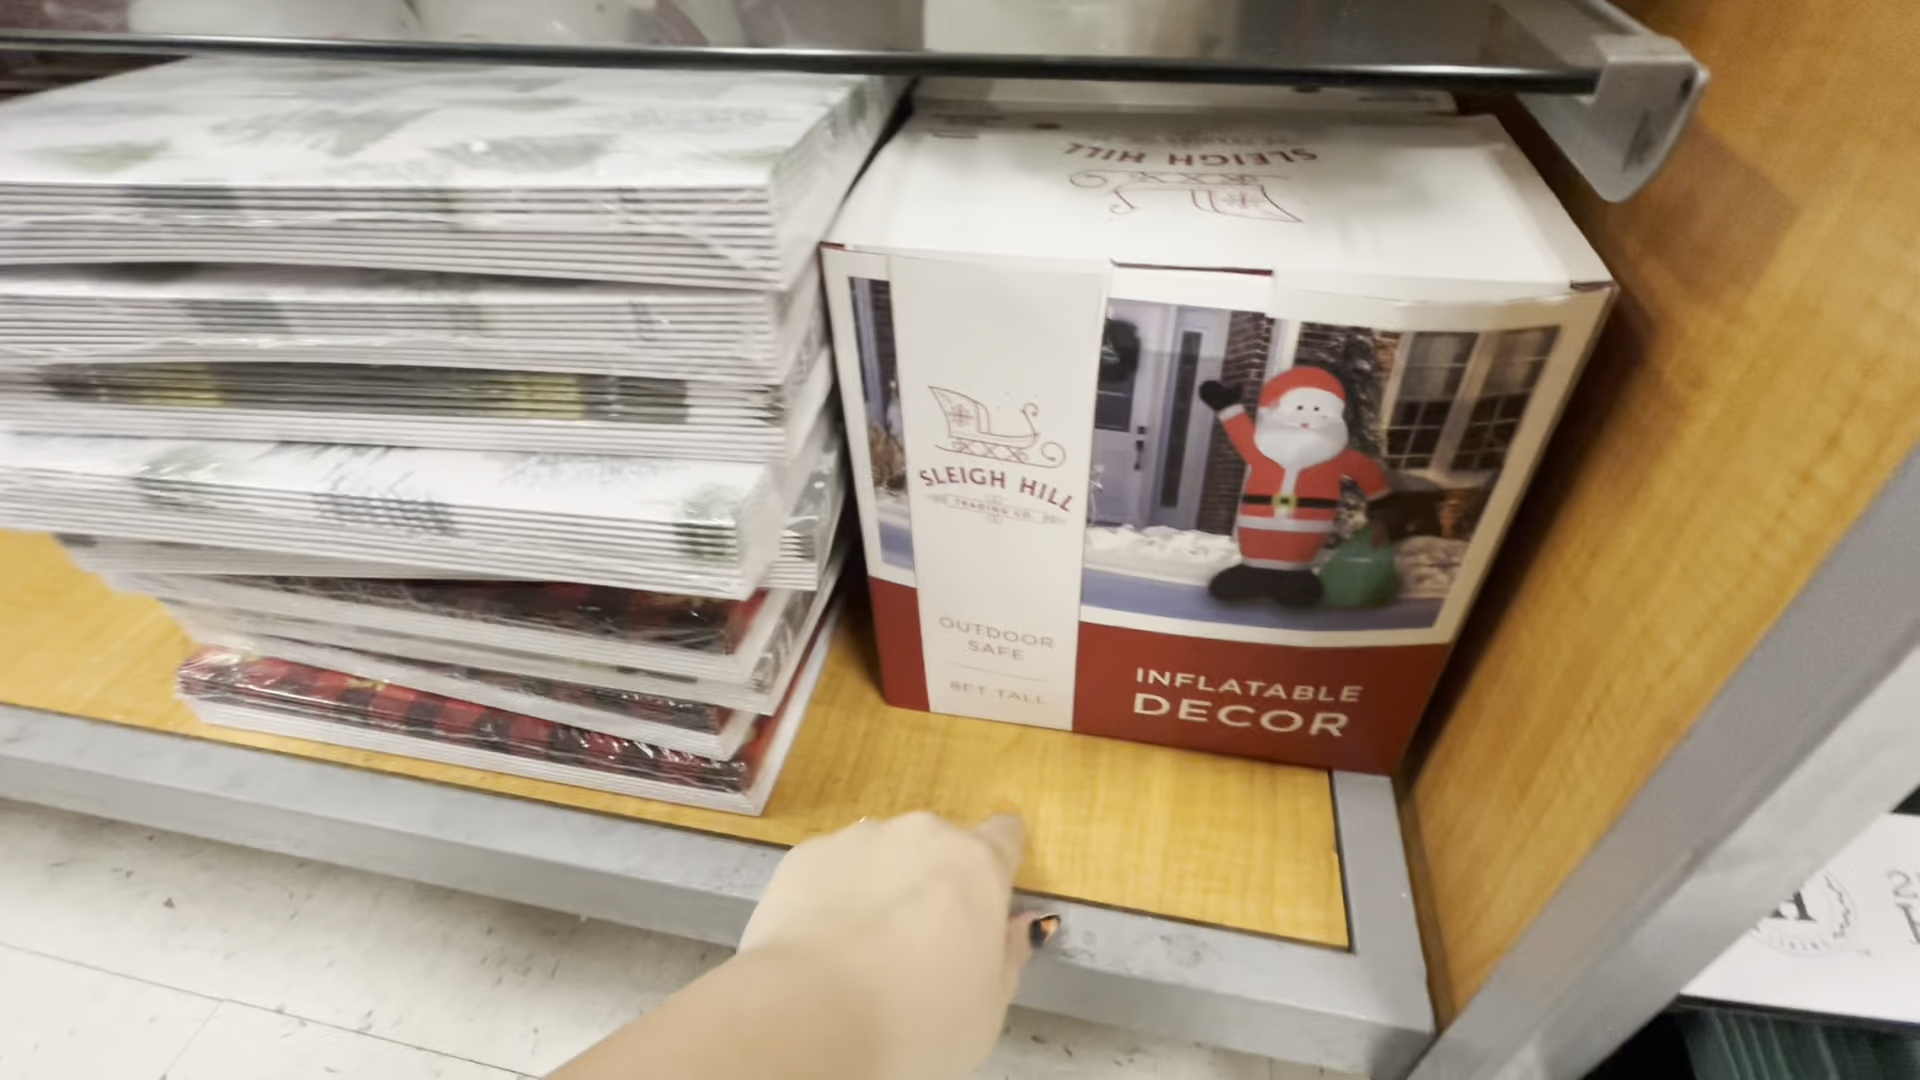 SLEIGH HILL
SLEIGH HILL
TRADING CO.
OUTDOOR
SAFE
8FT TALL
INFLATABLE
DECOR